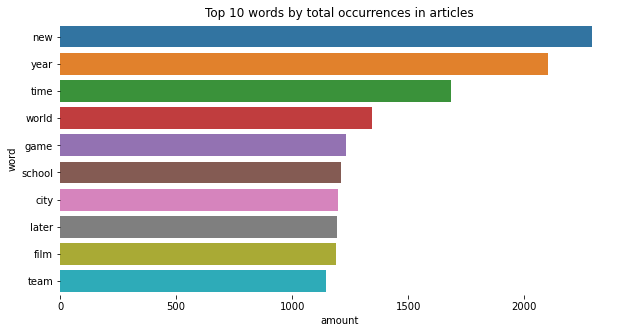 Top 10 words by total occurrences in articles
word
new
year
time
world
game
school
city
later
film
team
0 500 1000 1500 2000
amount